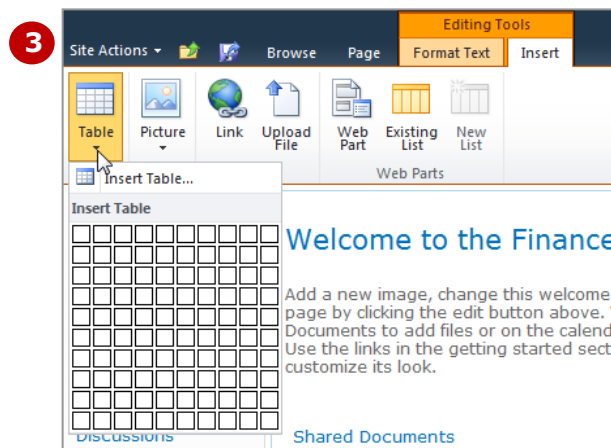 3
Editing Tools
Site Actions Browse Page Format Text Insert
Table Picture Link Upload File Web Part Existing List New List
Web Parts
Insert Table...
Insert Table
Welcome to the Finance
Add a new image, change this welcome
page by clicking the edit button above.
Documents to add files or on the calend
Use the links in the getting started sect
customize its look.
Discussions Shared Documents